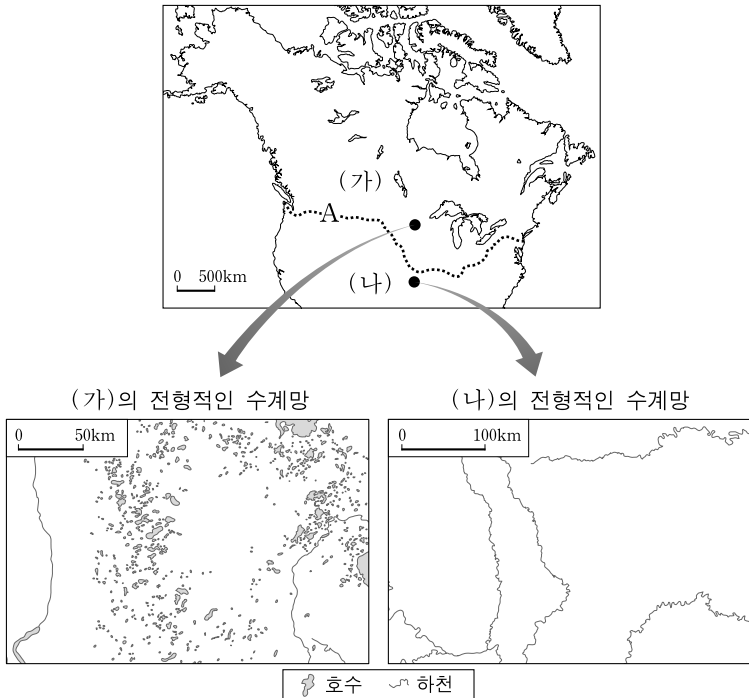 (가)
A
0 500km
(나)
(가)의 전형적인 수계망
(나)의 전형적인 수계망
0 50km
0 100km
호수 하천